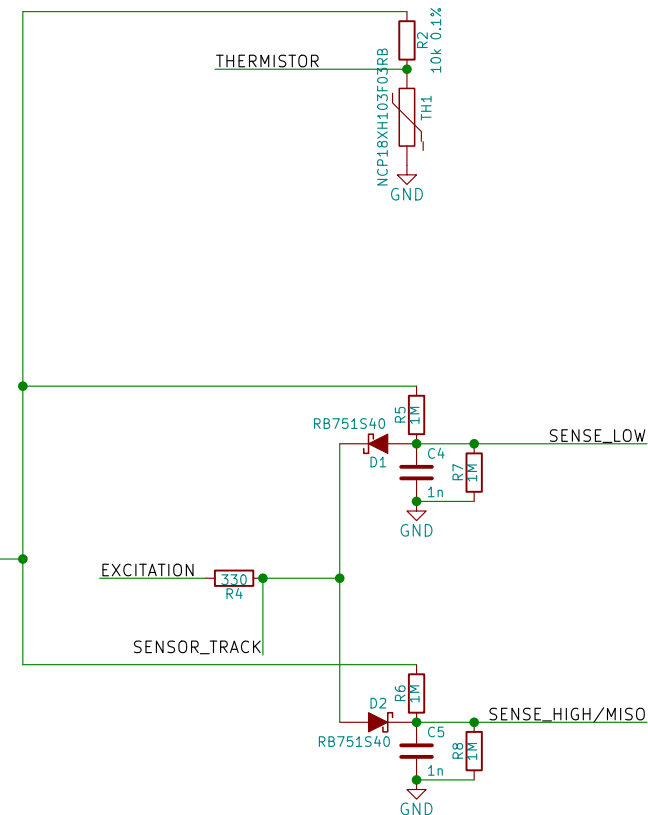 R2
10k 0.1%
THERMISTOR
NCP18XH103F03RB
TH1
GND
R5
1M
RB751S40
D1
SENSE_LOW
C4
1n
R7
1M
GND
EXCITATION
330
R4
SENSOR_TRACK
R6
1M
D2
RB751S40
SENSE_HIGH/MISO
C5
1n
R8
1M
GND